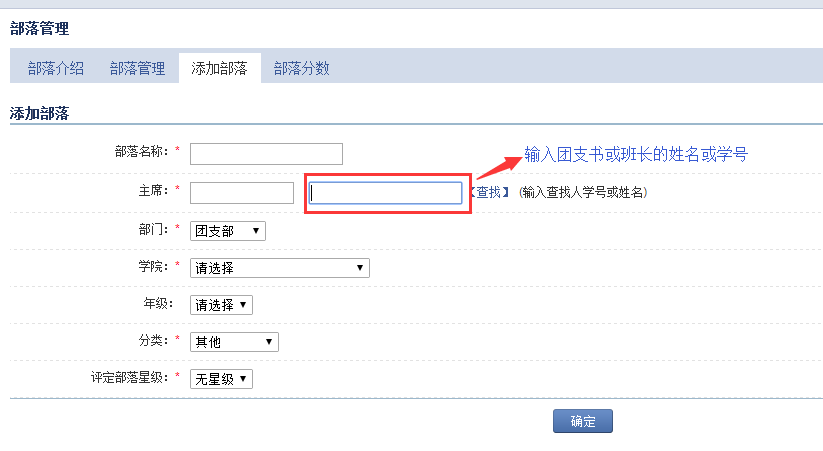 部落管理
部落介绍 部落管理 添加部落 部落分数
添加部落
部落名称: *
输入团支书或班长的姓名或学号
主席: * 【查找】 (输入查找人学号或姓名)
部门: * 团支部
学院: * 请选择
年级: 请选择
分类: * 其他
评定部落星级: * 无星级
确定